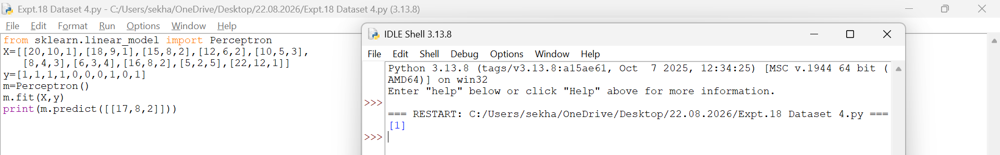 Expt.18 Dataset 4.py - C:/Users/sekha/OneDrive/Desktop/22.08.2026/Expt.18 Dataset 4.py (3.13.8)
File Edit Format Run Options Window Help
from sklearn.linear_model import Perceptron
X=[[20,10,1],[18,9,1],[15,8,2],[12,6,2],[10,5,3],
[8,4,3],[6,3,4],[16,8,2],[5,2,5],[22,12,1]]
y=[1,1,1,1,0,0,0,1,0,1]
m=Perceptron()
m.fit(X,y)
print(m.predict([[17,8,2]]))
IDLE Shell 3.13.8
File Edit Shell Debug Options Window Help
Python 3.13.8 (tags/v3.13.8:a15ae61, Oct  7 2025, 12:34:25) [MSC v.1944 64 bit (
AMD64)] on win32
Enter "help" below or click "Help" above for more information.
>>>
=== RESTART: C:/Users/sekha/OneDrive/Desktop/22.08.2026/Expt.18 Dataset 4.py ===
[1]
>>>